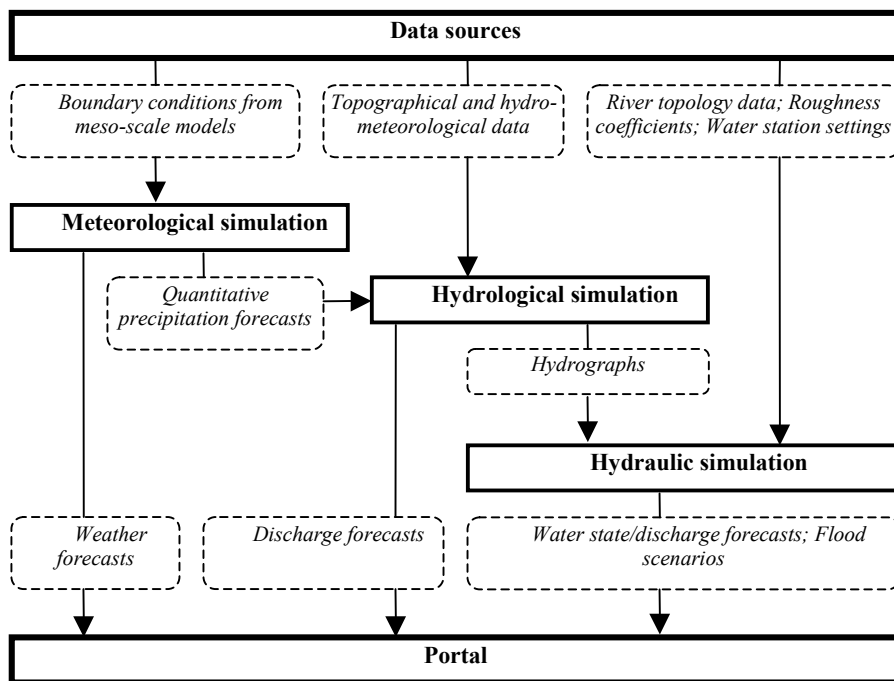 Data sources
Boundary conditions from
meso-scale models
Topographical and hydro-
meteorological data
River topology data; Roughness
coefficients; Water station settings
Meteorological simulation
Quantitative
precipitation forecasts
Hydrological simulation
Hydrographs
Hydraulic simulation
Weather
forecasts
Discharge forecasts
Water state/discharge forecasts; Flood
scenarios
Portal